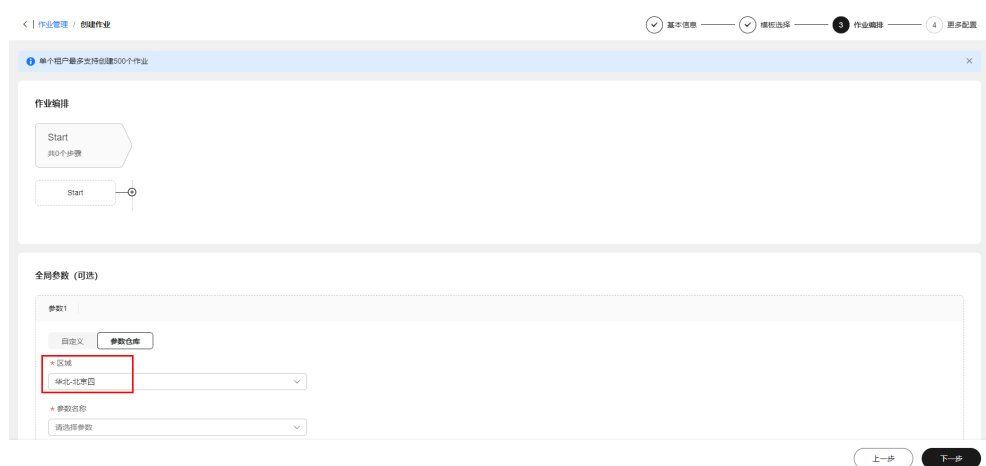 作业管理 / 创建作业
基本信息
模板选择
3 作业编排
4 更多配置
单个租户最多支持创建500个作业
作业编排
Start
共0个步骤
Start
全局参数（可选）
参数1
自定义 参数仓库
* 区域
华北-北京四
* 参数名称
请选择参数
上一步 下一步